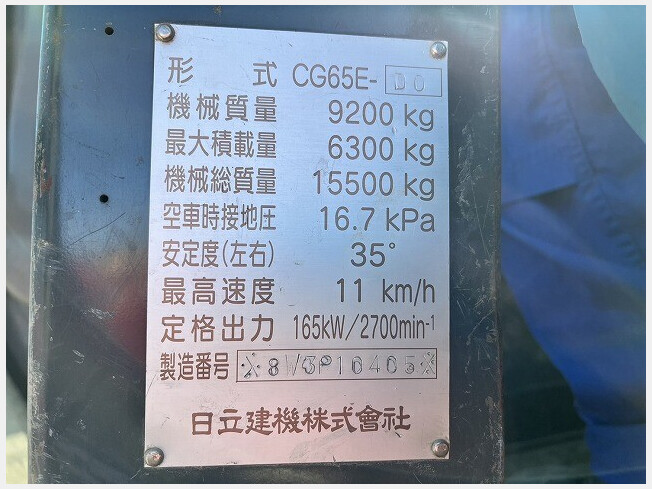 形式 CG65E- DO
機械質量 9200 kg
最大積載量 6300 kg
機械総質量 15500 kg
空車時接地圧 16.7 kPa
安定度(左右) 35°
最高速度 11 km/h
定格出力 165kW/2700min-1
製造番号 ※8W3P10405※
日立建機株式會社